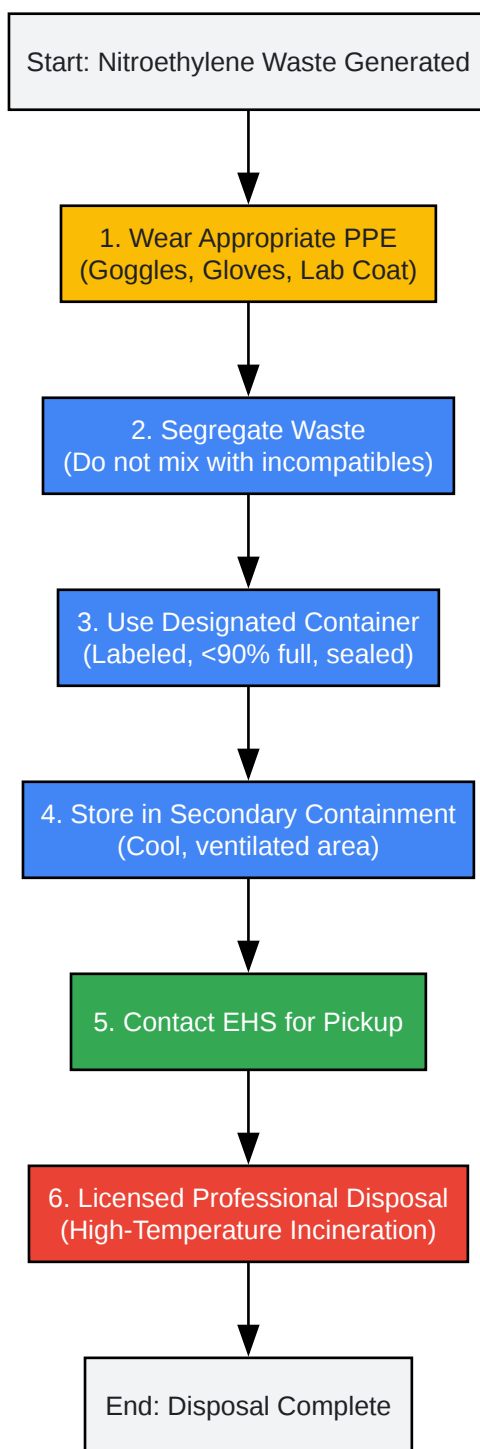 Start: Nitroethylene Waste Generated
1. Wear Appropriate PPE
(Goggles, Gloves, Lab Coat)
2. Segregate Waste
(Do not mix with incompatibles)
3. Use Designated Container
(Labeled, <90% full, sealed)
4. Store in Secondary Containment
(Cool, ventilated area)
5. Contact EHS for Pickup
6. Licensed Professional Disposal
(High-Temperature Incineration)
End: Disposal Complete